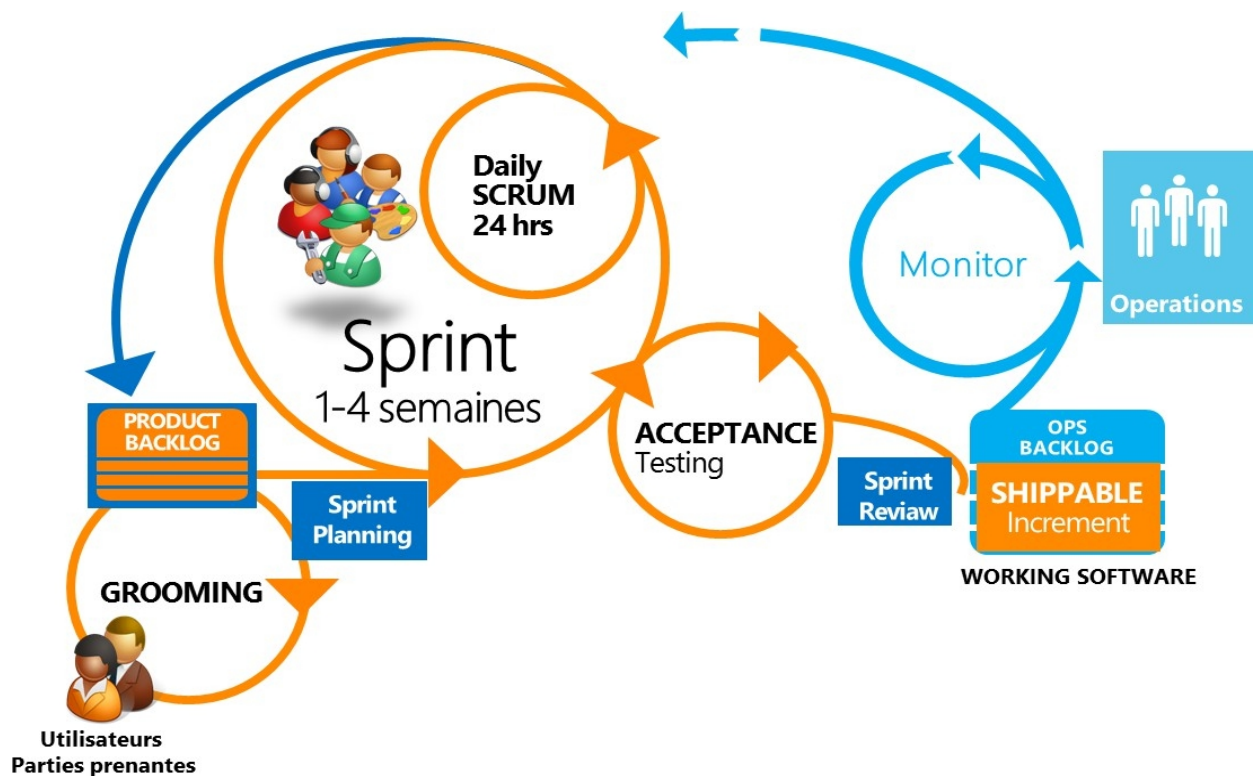 Daily
SCRUM
24 hrs
Sprint
1-4 semaines
PRODUCT
BACKLOG
Sprint
Planning
GROOMING
Utilisateurs
Parties prenantes
ACCEPTANCE
Testing
Sprint
Reviaw
Monitor
Operations
OPS
BACKLOG
SHIPPABLE
Increment
WORKING SOFTWARE